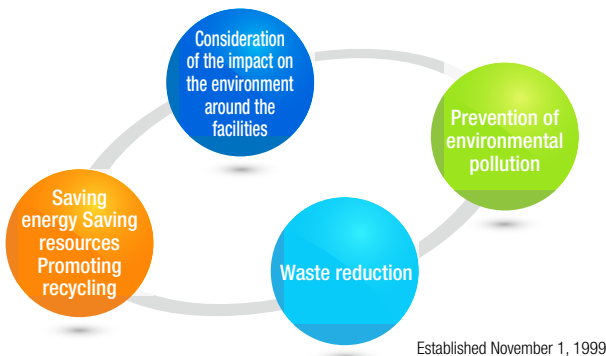 Consideration
of the impact on
the environment
around the
facilities
Prevention of
environmental
pollution
Saving
energy Saving
resources
Promoting
recycling
Waste reduction
Established November 1, 1999